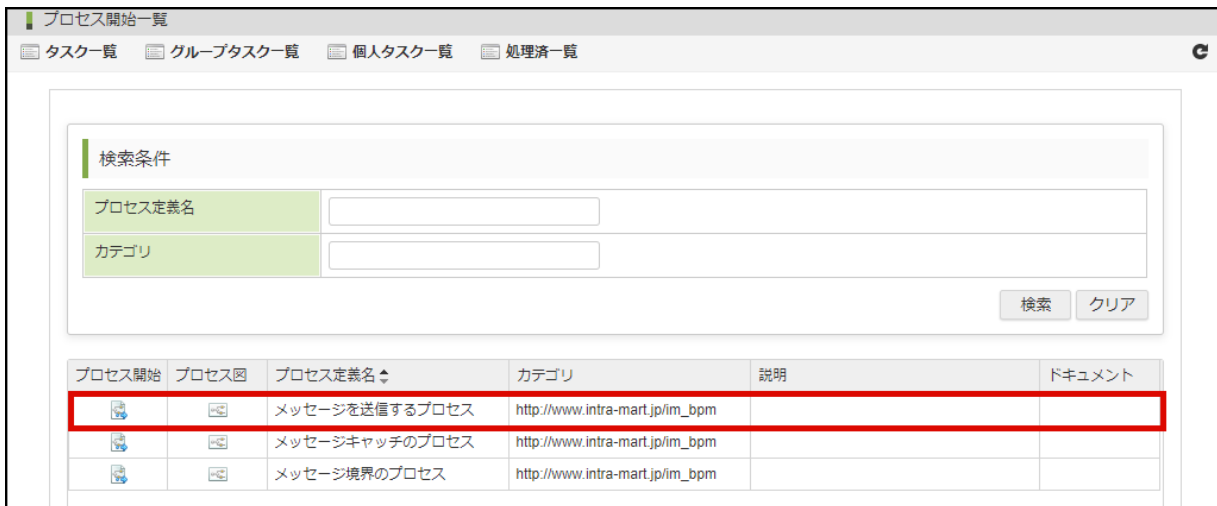 プロセス開始一覧
タスク一覧 グループタスク一覧 個人タスク一覧 処理済一覧
検索条件
プロセス定義名
カテゴリ
検索 クリア
プロセス開始 プロセス図 プロセス定義名 カテゴリ 説明 ドキュメント
メッセージを送信するプロセス http://www.intra-mart.jp/im_bpm
メッセージキャッチのプロセス http://www.intra-mart.jp/im_bpm
メッセージ境界のプロセス http://www.intra-mart.jp/im_bpm